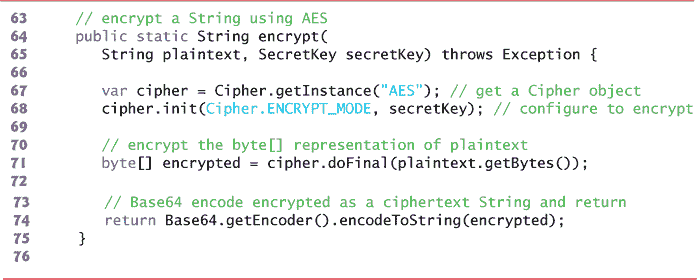 63 // encrypt a String using AES
64 public static String encrypt(
65 String plaintext, SecretKey secretKey) throws Exception {
66
67 var cipher = Cipher.getInstance("AES"); // get a Cipher object
68 cipher.init(Cipher.ENCRYPT_MODE, secretKey); // configure to encrypt
69
70 // encrypt the byte[] representation of plaintext
71 byte[] encrypted = cipher.doFinal(plaintext.getBytes());
72
73 // Base64 encode encrypted as a ciphertext String and return
74 return Base64.getEncoder().encodeToString(encrypted);
75 }
76